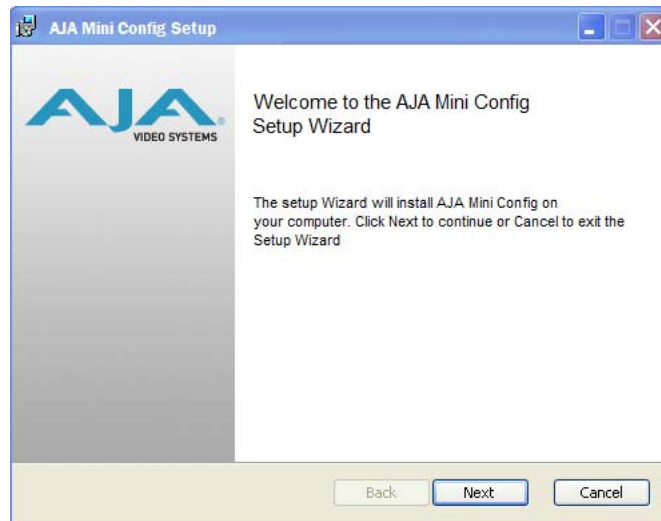 AJA Mini Config Setup
AJA
VIDEO SYSTEMS
Welcome to the AJA Mini Config
Setup Wizard
The setup Wizard will install AJA Mini Config on
your computer. Click Next to continue or Cancel to exit the
Setup Wizard
Back
Next
Cancel